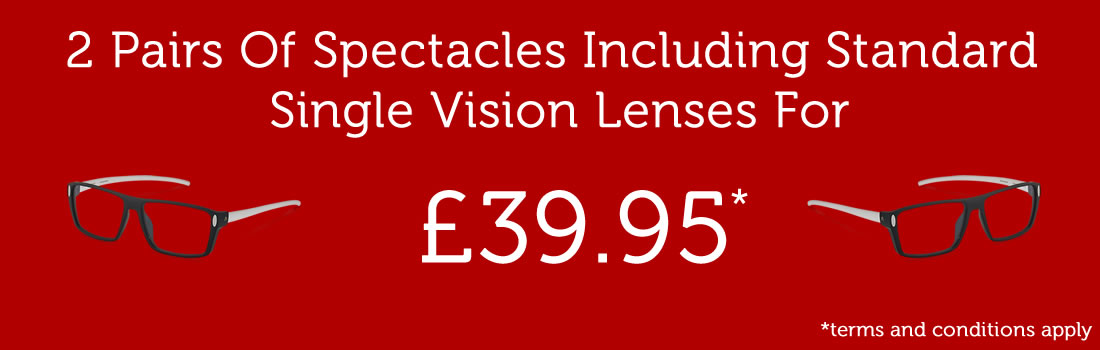 2 Pairs Of Spectacles Including Standard
Single Vision Lenses For
£39.95*
*terms and conditions apply